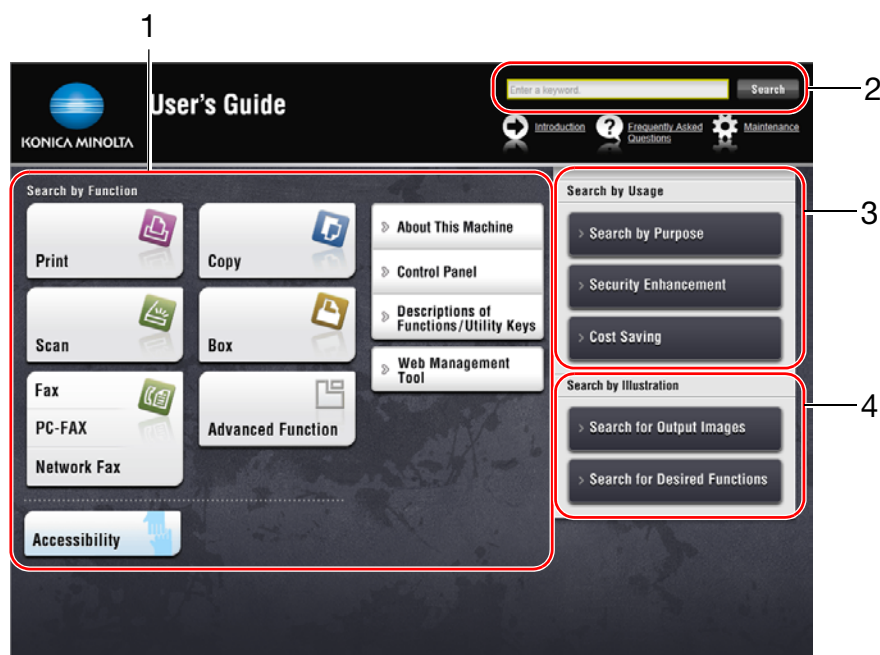 1
User's Guide
KONICA MINOLTA
Enter a keyword.
Search
2
Introduction
Frequently Asked
Questions
Maintenance
Search by Function
Print
Copy
Scan
Box
Fax
PC-FAX
Network Fax
Advanced Function
Accessibility
About This Machine
Control Panel
Descriptions of
Functions/Utility Keys
Web Management
Tool
Search by Usage
3
Search by Purpose
Security Enhancement
Cost Saving
Search by Illustration
4
Search for Output Images
Search for Desired Functions